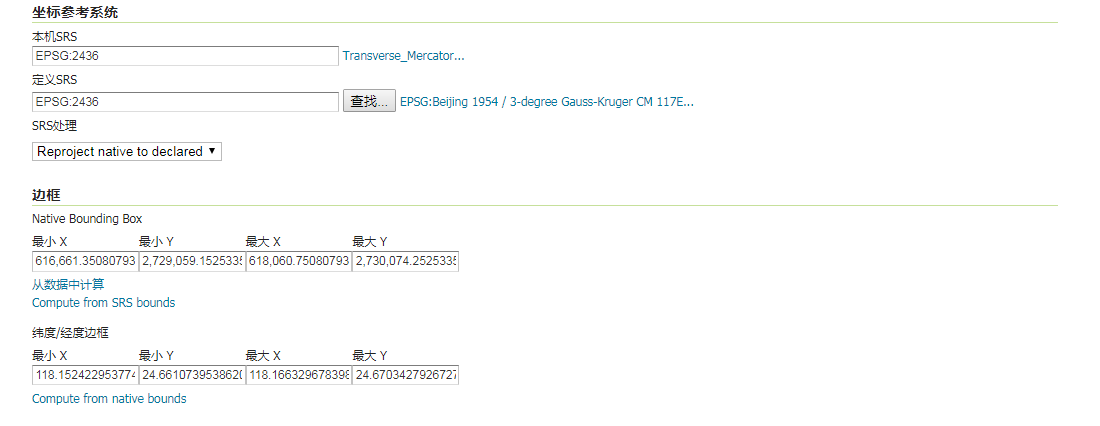 坐标参考系统
本机SRS
EPSG:2436 Transverse_Mercator...
定义SRS
EPSG:2436 查找... EPSG:Beijing 1954 / 3-degree Gauss-Kruger CM 117E...
SRS处理
Reproject native to declared
边框
Native Bounding Box
最小 X 最小 Y 最大 X 最大 Y
616,661.35080793 2,729,059.1525335 618,060.75080793 2,730,074.2525335
从数据中计算
Compute from SRS bounds
纬度/经度边框
最小 X 最小 Y 最大 X 最大 Y
118.152422953774 24.661073953862 118.166329678398 24.6703427926727
Compute from native bounds